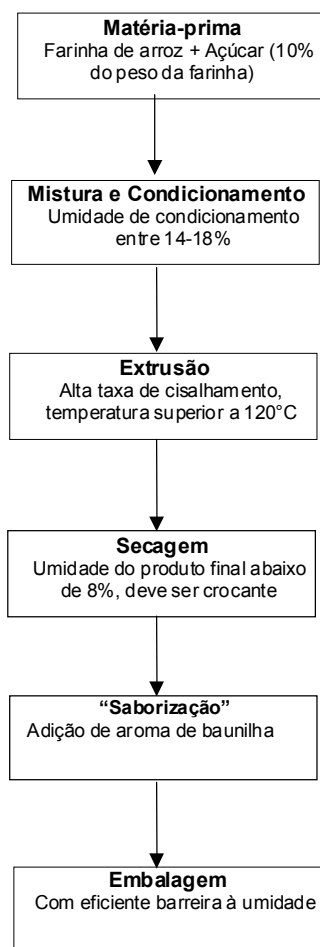 Matéria-prima
Farinha de arroz + Açúcar (10%
do peso da farinha)
Mistura e Condicionamento
Umidade de condicionamento
entre 14-18%
Extrusão
Alta taxa de cisalhamento,
temperatura superior a 120°C
Secagem
Umidade do produto final abaixo
de 8%, deve ser crocante
“Saborização”
Adição de aroma de baunilha
Embalagem
Com eficiente barreira à umidade